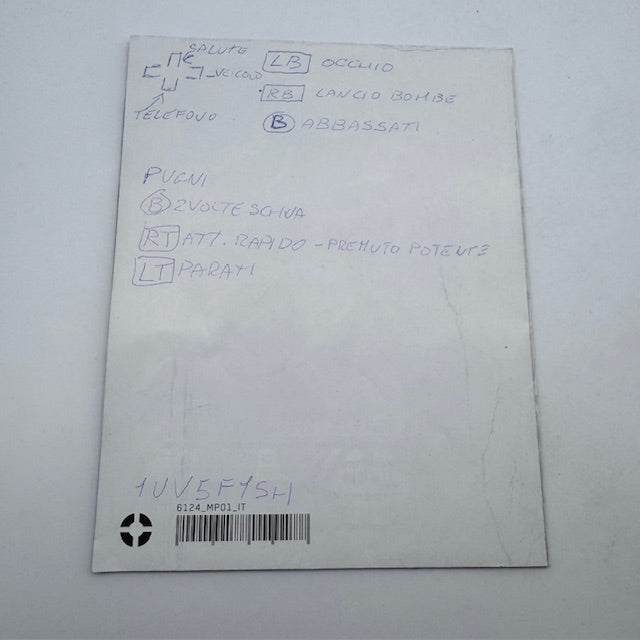 SALUTE
VEICOLO
TELEFONO
LB OCCHIO
RB LANCIO BOMBE
B ABBASSATI
PUGNI
B 2VOLTE SCHIVA
RT ATT. RAPIDO - PREMUTO POTENTE
LT PARATI
1UV5F1SH
6124_MP01_IT